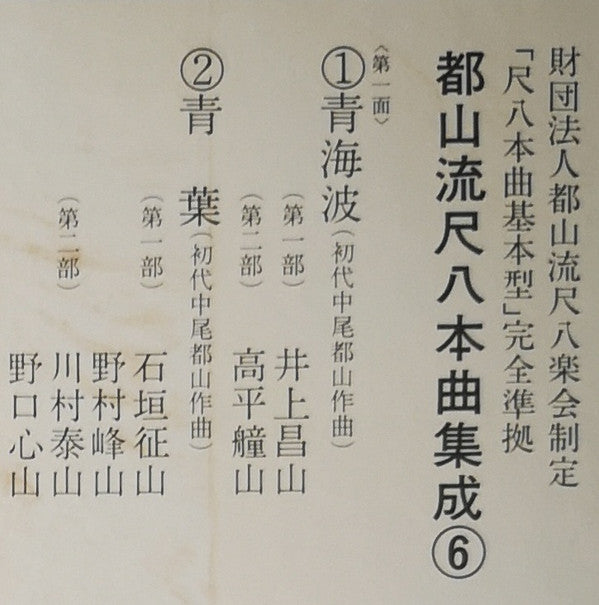 財団法人都山流尺八楽会制定
「尺八本曲基本型」完全準拠
都山流尺八本曲集成⑥
〈第一面〉
①青海波（初代中尾都山作曲）
（第一部）　井上昌山
（第二部）　高平艟山
②青　葉（初代中尾都山作曲）
（第一部）　石垣征山
野村峰山
（第二部）　川村泰山
野口心山